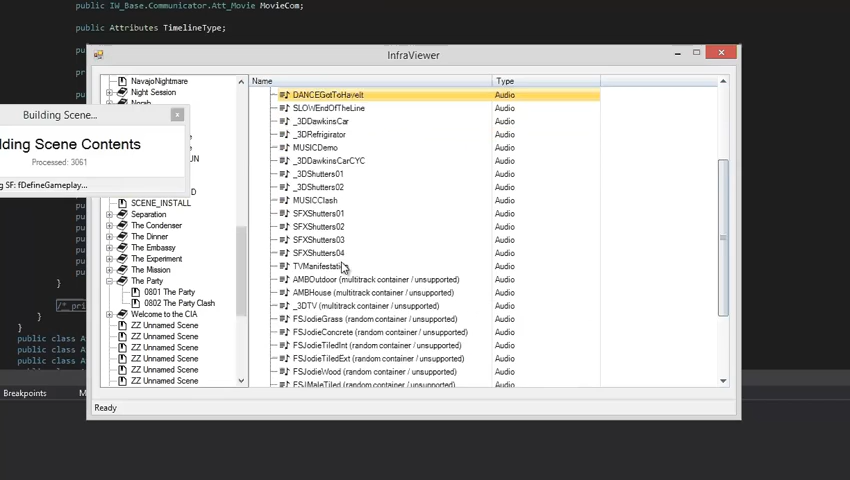 public IW_Base.Communicator.Att_Movie MovieCom;
public Attributes TimelineType;
InfraViewer
Building Scene...
x
ding Scene Contents
Processed: 3061
g SF: fDefineGameplay...
NavajoNightmare
Night Session
Norah
SCENE_INSTALL
Separation
The Condenser
The Dinner
The Embassy
The Experiment
The Mission
The Party
0801 The Party
0802 The Party Clash
Welcome to the CIA
ZZ Unnamed Scene
ZZ Unnamed Scene
ZZ Unnamed Scene
ZZ Unnamed Scene
ZZ Unnamed Scene
ZZ Unnamed Scene
Name Type
DANCEGotToHaveIt Audio
SLOWEndOfTheLine Audio
_3DDawkinsCar Audio
_3DRefrigirator Audio
MUSICDemo Audio
_3DDawkinsCarCYC Audio
_3DShutters01 Audio
_3DShutters02 Audio
MUSICClash Audio
SFXShutters01 Audio
SFXShutters02 Audio
SFXShutters03 Audio
SFXShutters04 Audio
Audio
AMBOutdoor (multitrack container / unsupported) Audio
AMBHouse (multitrack container / unsupported) Audio
_3DTV (multitrack container / unsupported) Audio
FSJodieGrass (random container / unsupported) Audio
FSJodieConcrete (random container / unsupported) Audio
FSJodieTiledInt (random container / unsupported) Audio
FSJodieTiledExt (random container / unsupported) Audio
FSJodieWood (random container / unsupported) Audio
FSJMaleTiled (random container / unsupported) Audio
Ready
}
/*
}
}
public class A
public class A
public class A
Breakpoints